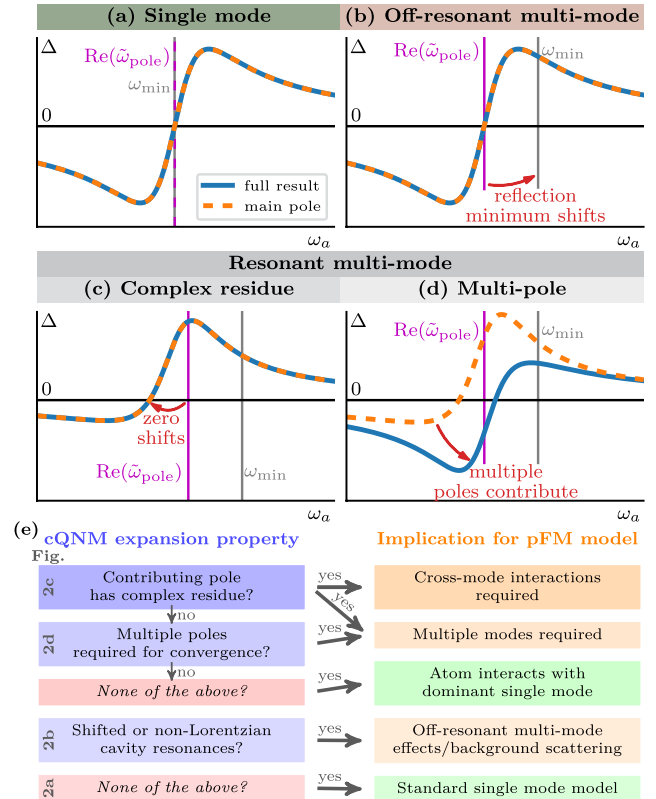 (a) Single mode
Δ
Re(ω̃pole)
ωmin
0
full result
main pole
ωa
(b) Off-resonant multi-mode
Δ
ωmin
Re(ω̃pole)
0
reflection
minimum shifts
ωa
Resonant multi-mode
(c) Complex residue
Δ
0
zero
shifts
Re(ω̃pole)
ωmin
ωa
(d) Multi-pole
Δ
Re(ω̃pole)
ωmin
0
multiple
poles contribute
ωa
(e)
cQNM expansion property
Implication for pFM model
Fig.
2c
Contributing pole
has complex residue?
yes
yes
Cross-mode interactions
required
no
2d
Multiple poles
required for convergence?
yes
Multiple modes required
no
None of the above?
yes
Atom interacts with
dominant single mode
2b
Shifted or non-Lorentzian
cavity resonances?
yes
Off-resonant multi-mode
effects/background scattering
2a
None of the above?
yes
Standard single mode model